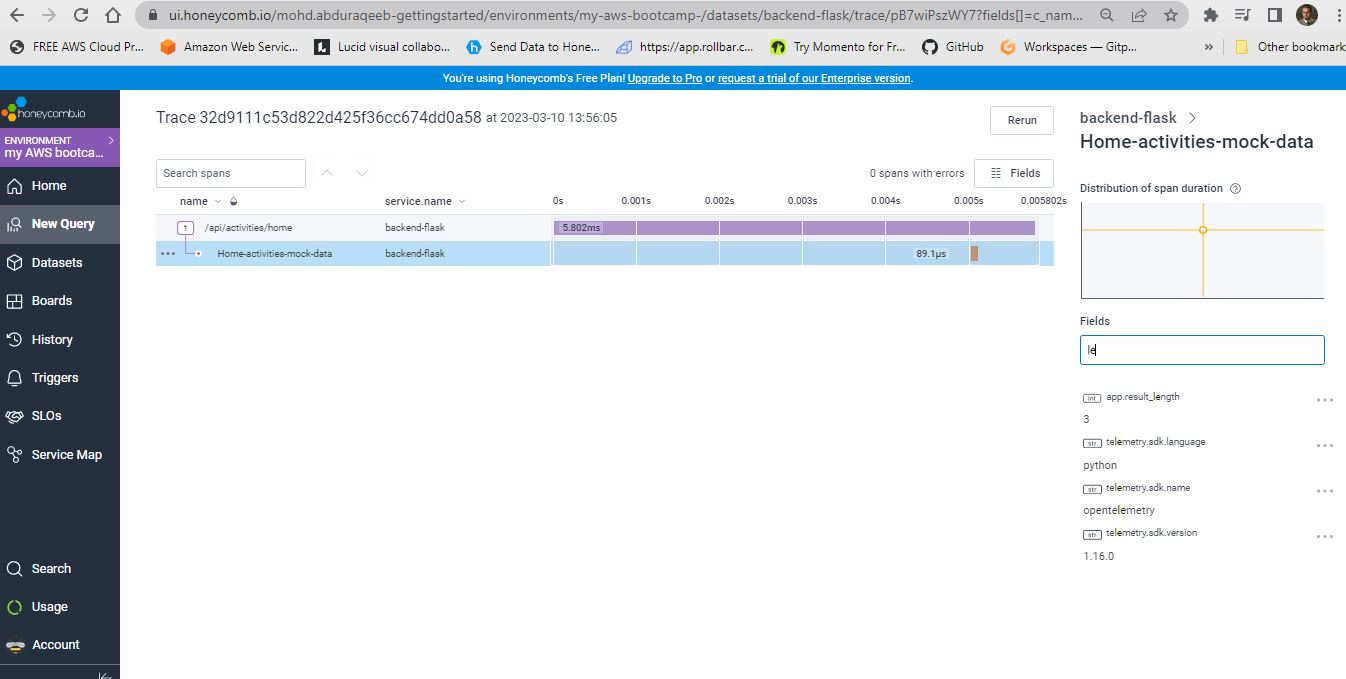 ui.honeycomb.io/mohd.abduraqeeb-gettingstarted/environments/my-aws-bootcamp-/datasets/backend-flask/trace/pB7wiPszWY7?fields[]=c_nam...
FREE AWS Cloud Pr... Amazon Web Servic... Lucid visual collabo... Send Data to Hone... https://app.rollbar.c... Try Momento for Fr... GitHub Workspaces — Gitp... » Other bookmark
You're using Honeycomb's Free Plan! Upgrade to Pro or request a trial of our Enterprise version.
honeycomb.io
ENVIRONMENT
my AWS bootca...
Home
New Query
Datasets
Boards
History
Triggers
SLOs
Service Map
Search
Usage
Account
Trace 32d9111c53d822d425f36cc674dd0a58 at 2023-03-10 13:56:05
Rerun
Search spans
0 spans with errors
Fields
name service.name 0s 0.001s 0.002s 0.003s 0.004s 0.005s 0.005802s
1 /api/activities/home backend-flask 5.802ms
Home-activities-mock-data backend-flask 89.1µs
backend-flask
Home-activities-mock-data
Distribution of span duration
Fields
le
int app.result_length
3
str telemetry.sdk.language
python
str telemetry.sdk.name
opentelemetry
str telemetry.sdk.version
1.16.0